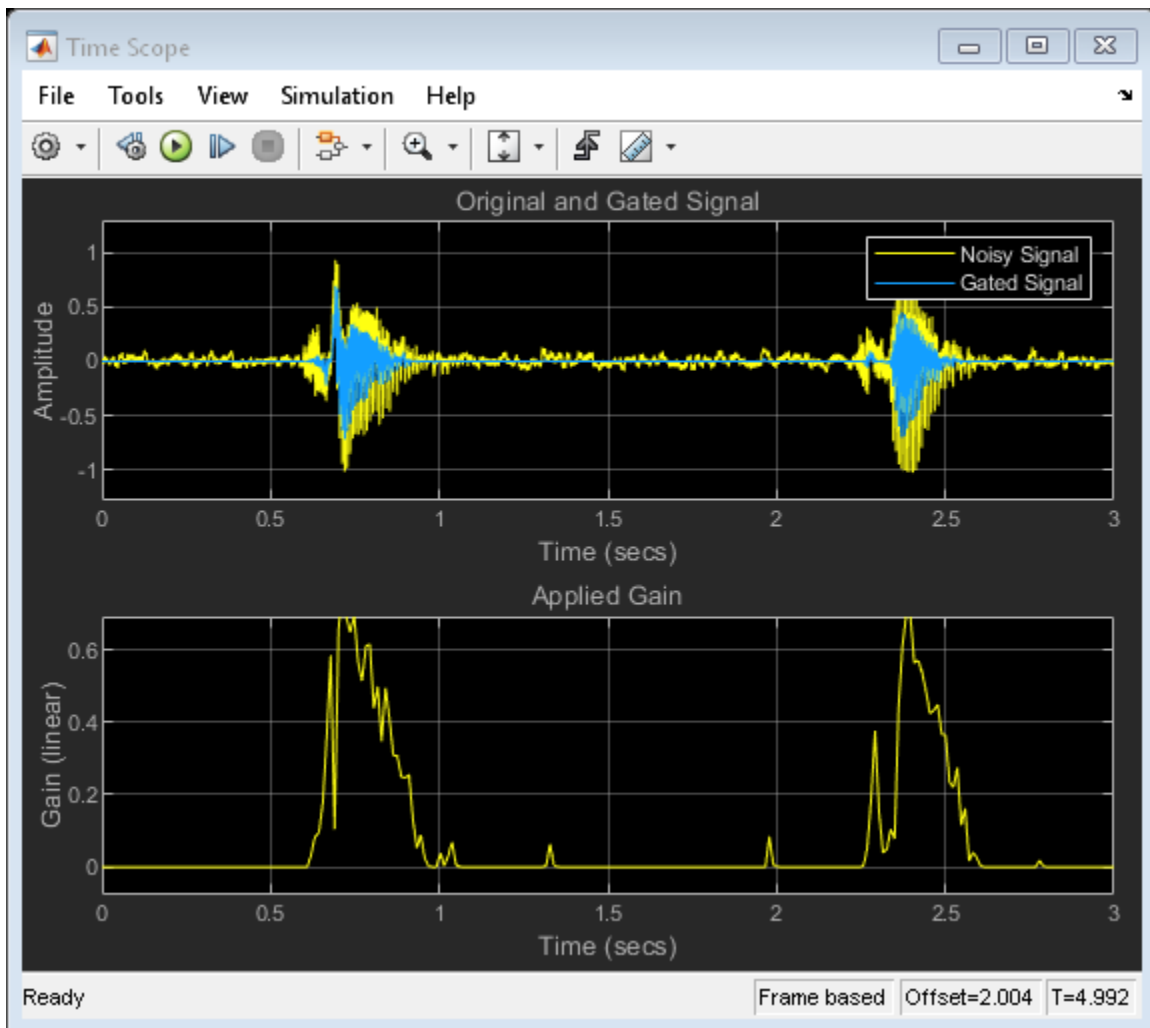 Time Scope
File Tools View Simulation Help
Original and Gated Signal
Noisy Signal
Gated Signal
Amplitude
1
0.5
0
-0.5
-1
0 0.5 1 1.5 2 2.5 3
Time (secs)
Applied Gain
Gain (linear)
0.6
0.4
0.2
0
0 0.5 1 1.5 2 2.5 3
Time (secs)
Ready Frame based Offset=2.004 T=4.992